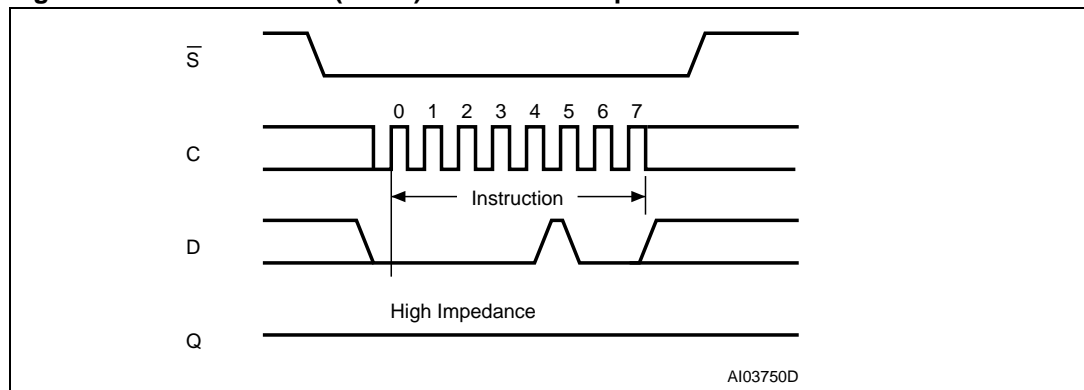 S̅
0 1 2 3 4 5 6 7
C
Instruction
D
High Impedance
Q
AI03750D